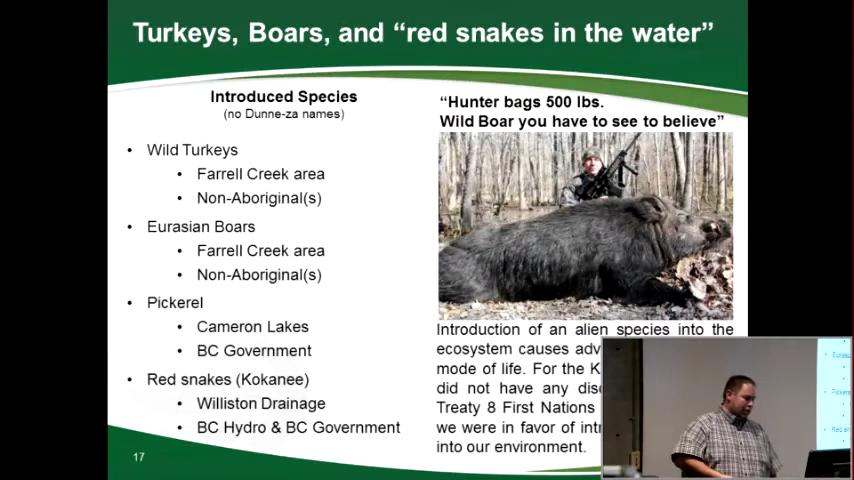 Turkeys, Boars, and “red snakes in the water”
Introduced Species
(no Dunne-za names)
• Wild Turkeys
• Farrell Creek area
• Non-Aboriginal(s)
• Eurasian Boars
• Farrell Creek area
• Non-Aboriginal(s)
• Pickerel
• Cameron Lakes
• BC Government
• Red snakes (Kokanee)
• Williston Drainage
• BC Hydro & BC Government
“Hunter bags 500 lbs.
Wild Boar you have to see to believe”
Introduction of an alien species into the
ecosystem causes
mode of life. For the
did not have any
Treaty 8 First Nations
we were in favor of
into our environment.
17